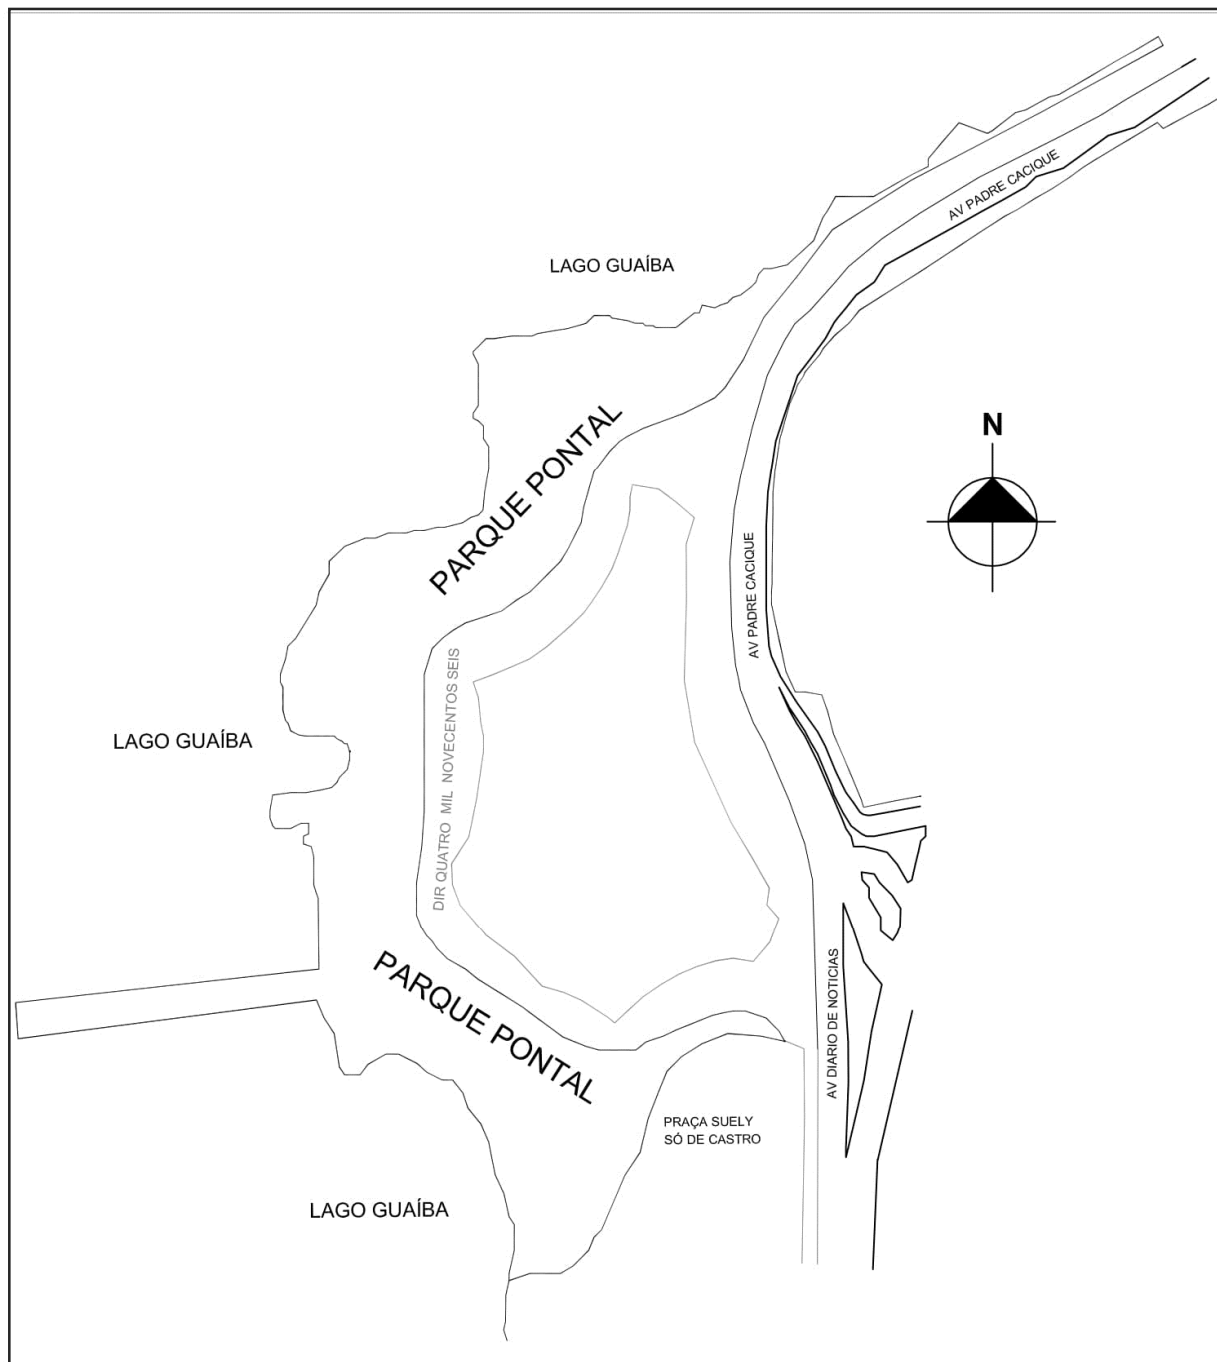 AV PADRE CACIQUE
LAGO GUAÍBA
PARQUE PONTAL
N
AV PADRE CACIQUE
DIR QUATRO MIL NOVECENTOS SEIS
LAGO GUAÍBA
PARQUE PONTAL
AV DIARIO DE NOTICIAS
PRAÇA SUELY
SÓ DE CASTRO
LAGO GUAÍBA